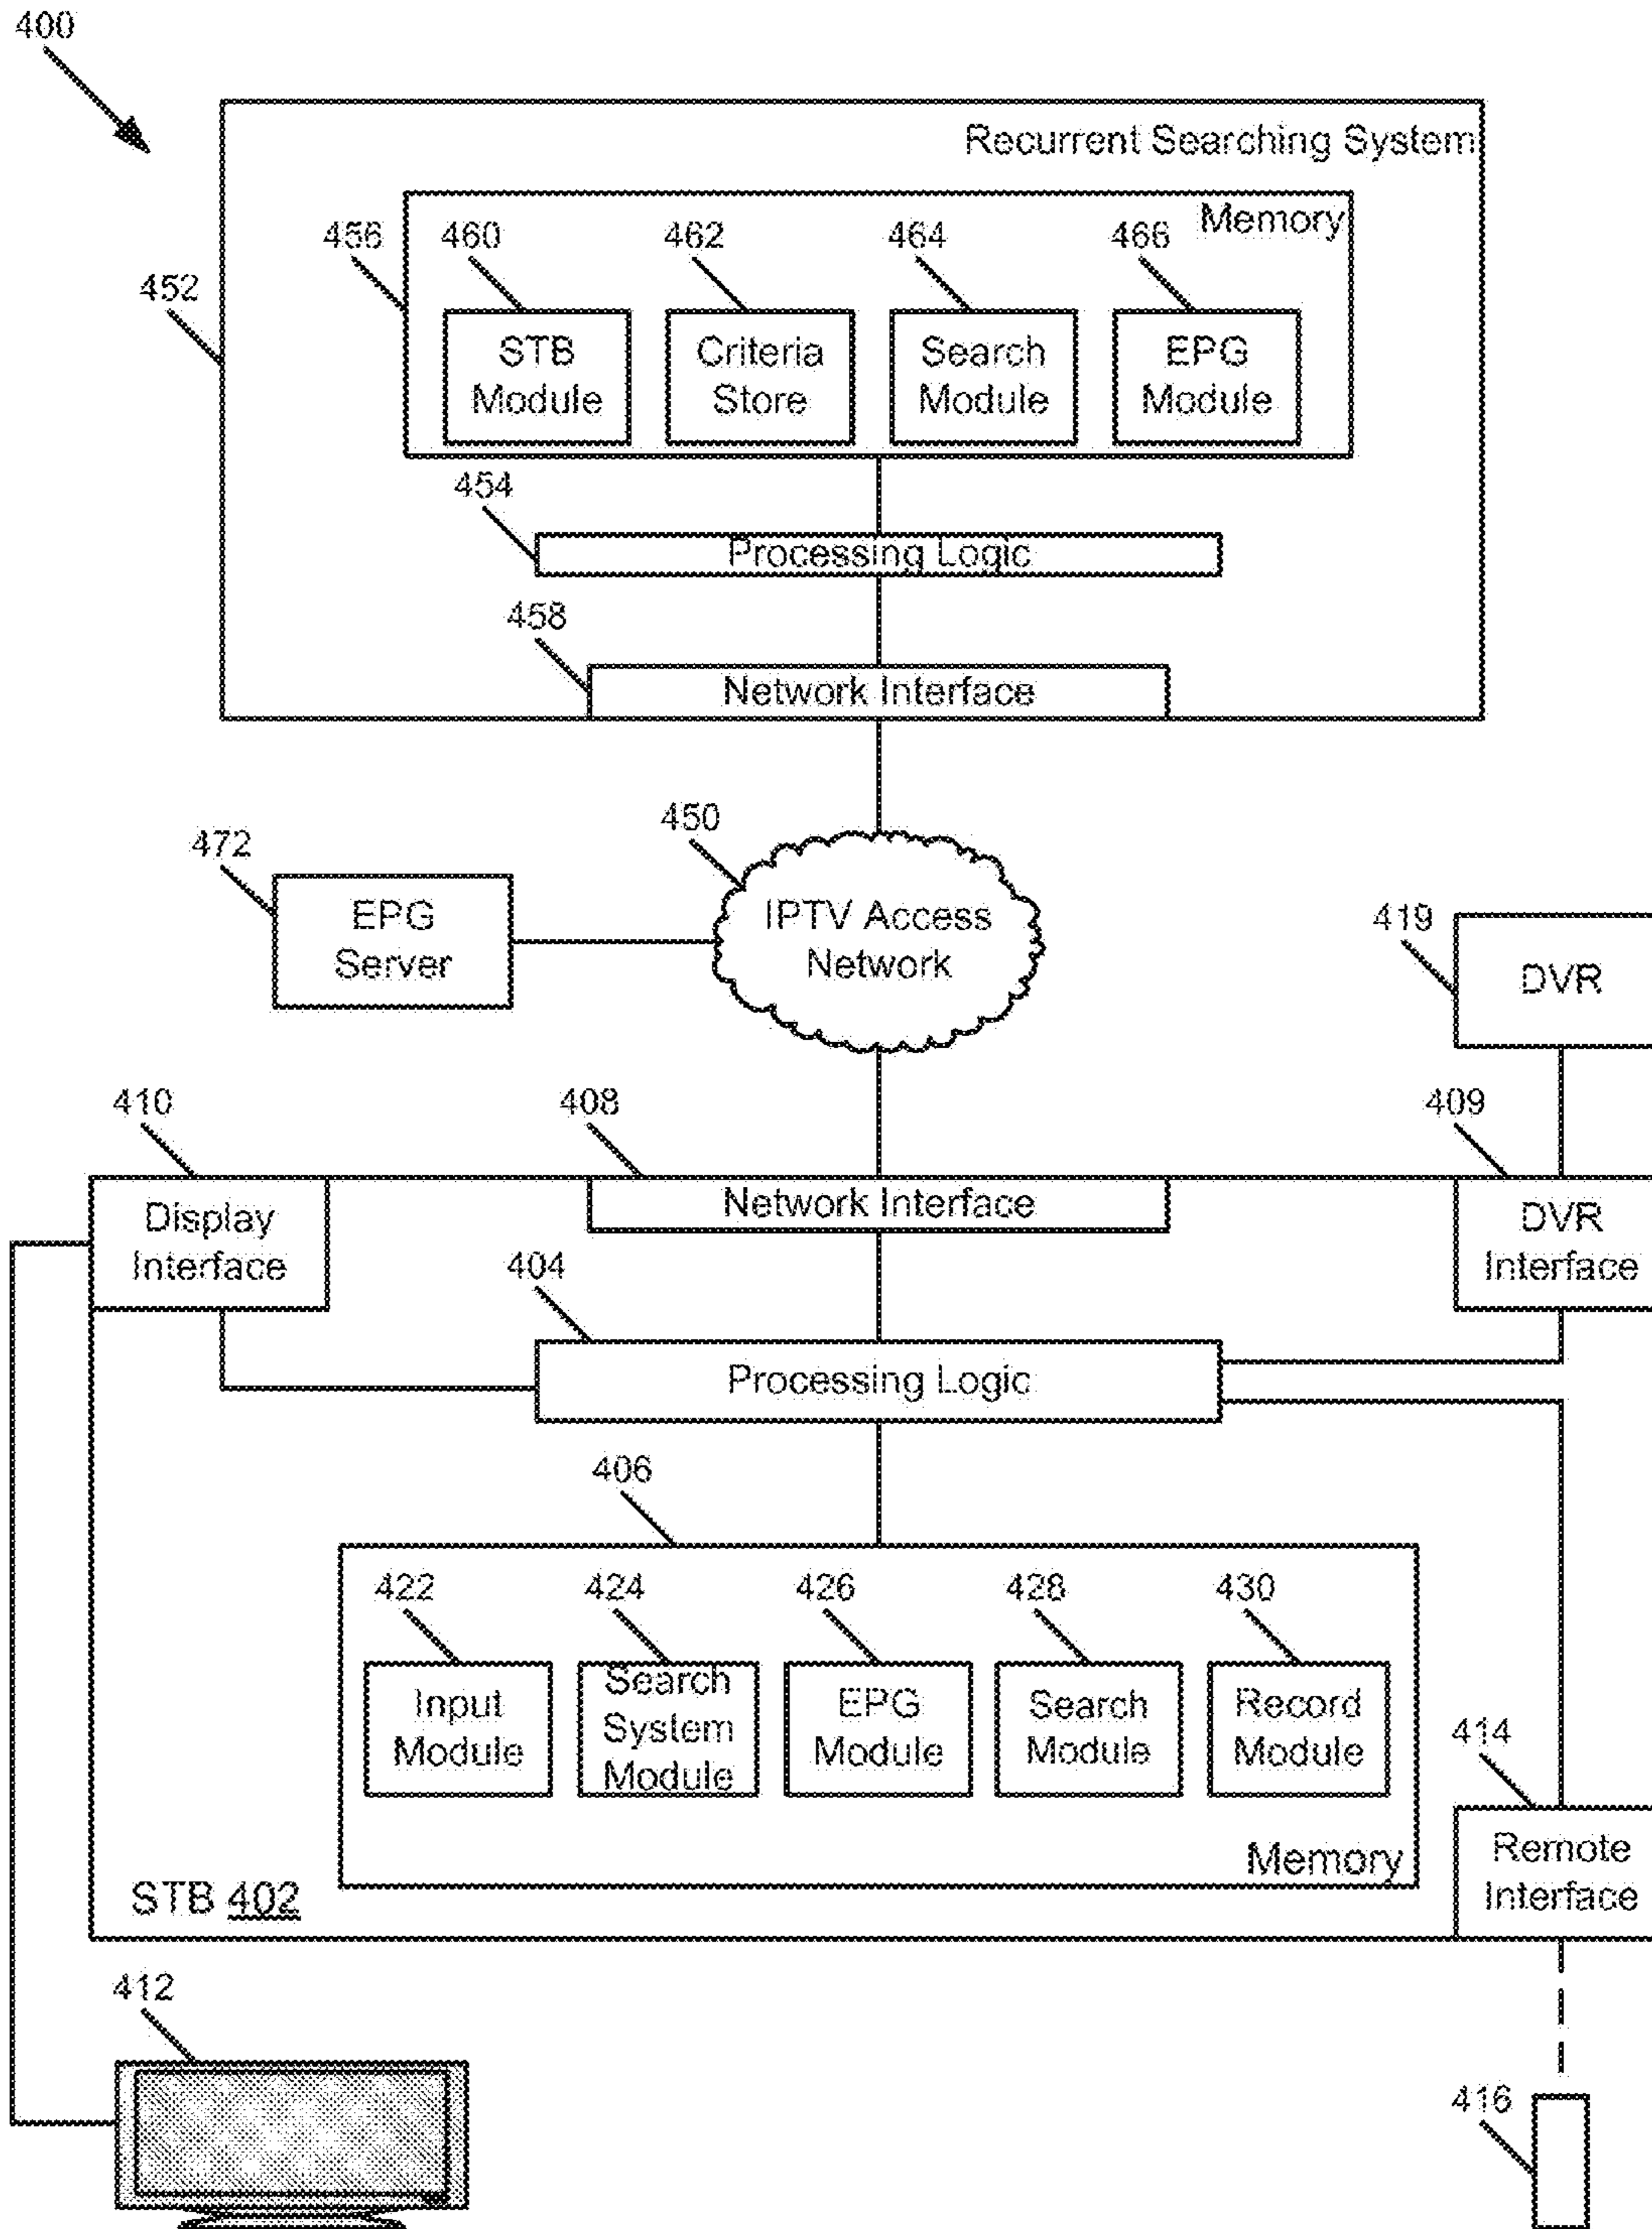 400
Recurrent Searching System
Memory
456
460
462
464
466
452
STB
Module
Criteria
Store
Search
Module
EPG
Module
454
Processing Logic
458
Network Interface
450
472
EPG
Server
IPTV Access
Network
419
DVR
410
408
409
Display
Interface
Network Interface
DVR
Interface
404
Processing Logic
406
422
424
426
428
430
Input
Module
Search
System
Module
EPG
Module
Search
Module
Record
Module
414
Memory
Remote
Interface
STB 402
412
416